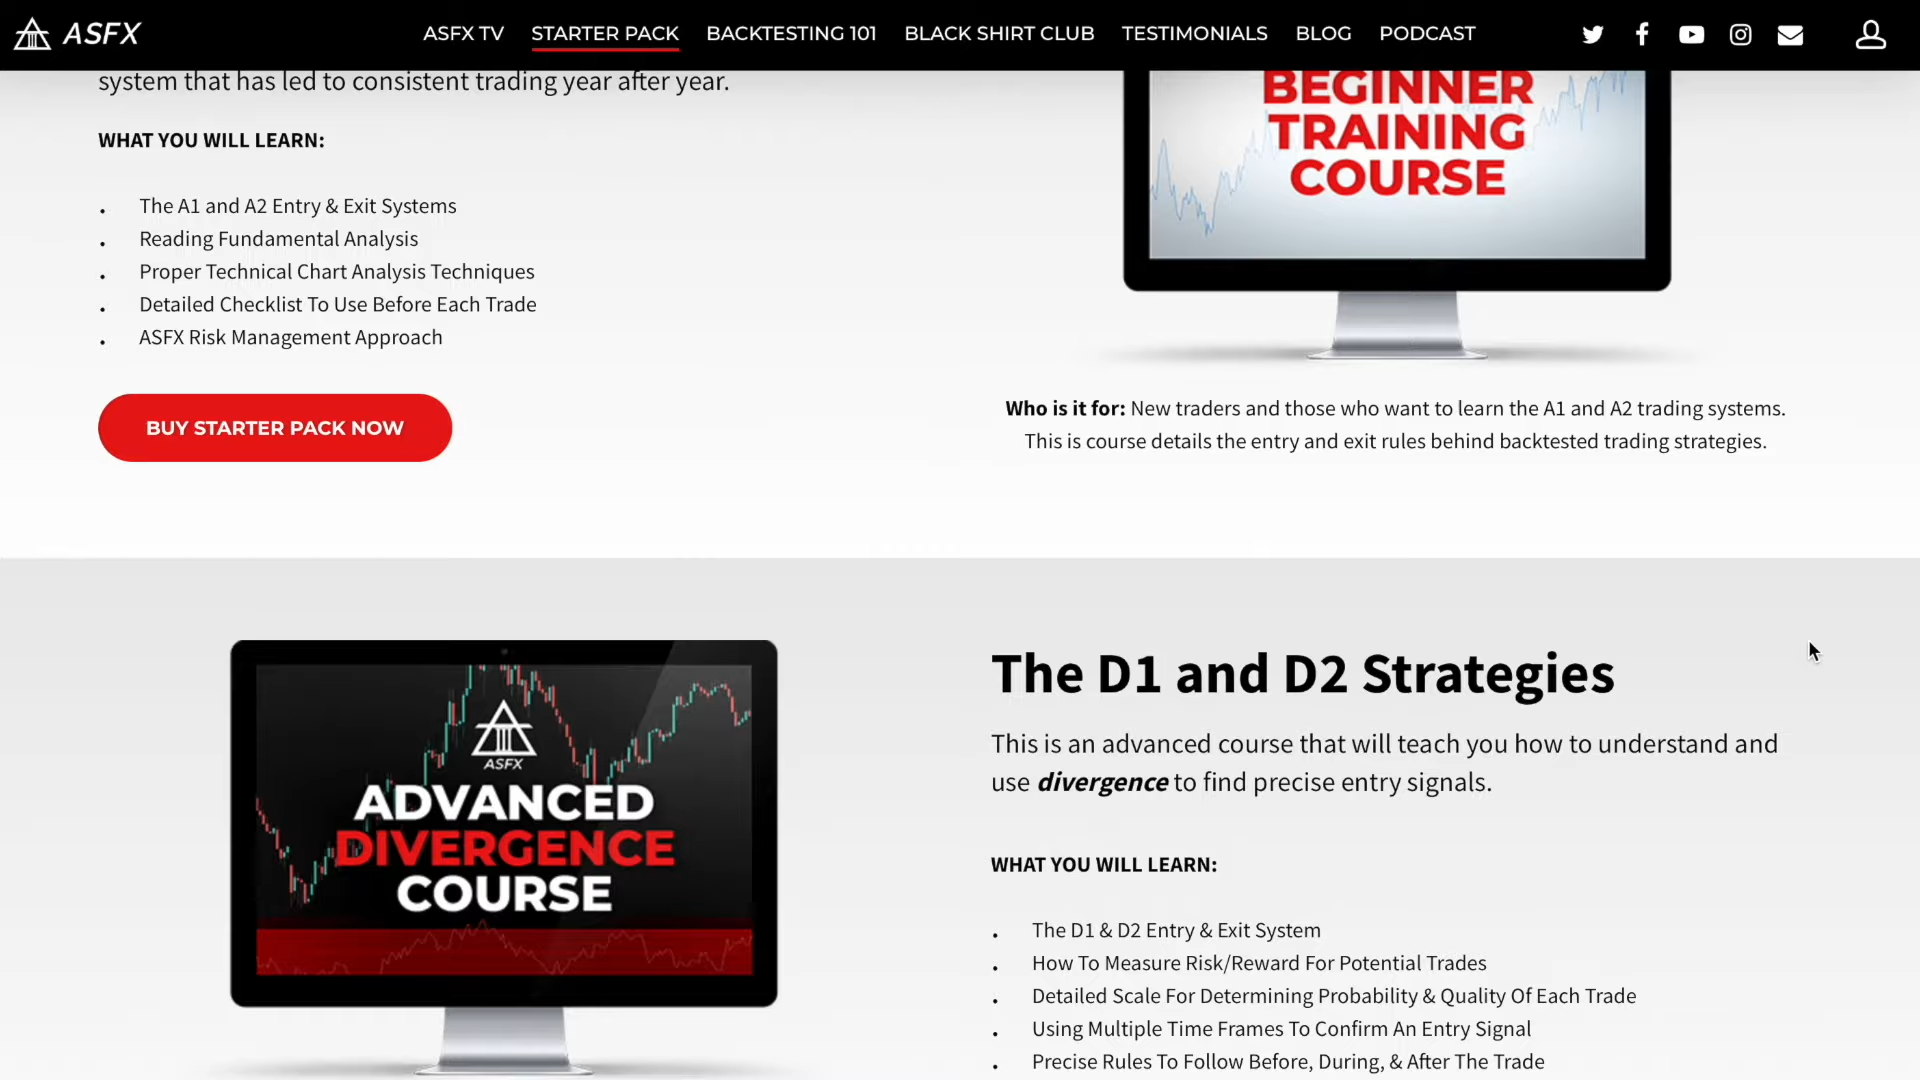 ASFX
ASFX TV STARTER PACK BACKTESTING 101 BLACK SHIRT CLUB TESTIMONIALS BLOG PODCAST
system that has led to consistent trading year after year.
WHAT YOU WILL LEARN:
• The A1 and A2 Entry & Exit Systems
• Reading Fundamental Analysis
• Proper Technical Chart Analysis Techniques
• Detailed Checklist To Use Before Each Trade
• ASFX Risk Management Approach
BUY STARTER PACK NOW
BEGINNER
TRAINING
COURSE
Who is it for: New traders and those who want to learn the A1 and A2 trading systems.
This is course details the entry and exit rules behind backtested trading strategies.
ASFX
ADVANCED
DIVERGENCE
COURSE
The D1 and D2 Strategies
This is an advanced course that will teach you how to understand and
use divergence to find precise entry signals.
WHAT YOU WILL LEARN:
• The D1 & D2 Entry & Exit System
• How To Measure Risk/Reward For Potential Trades
• Detailed Scale For Determining Probability & Quality Of Each Trade
• Using Multiple Time Frames To Confirm An Entry Signal
• Precise Rules To Follow Before, During, & After The Trade